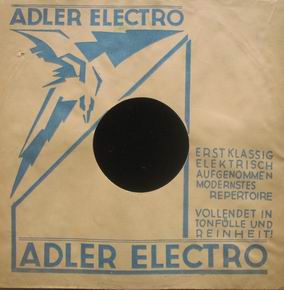 ADLER ELECTRO
ERSTKLASSIG
ELEKTRISCH
AUFGENOMMEN
MODERNSTES
REPERTOIRE
VOLLENDET IN
TONFÜLLE UND
REINHEIT!
ADLER ELECTRO